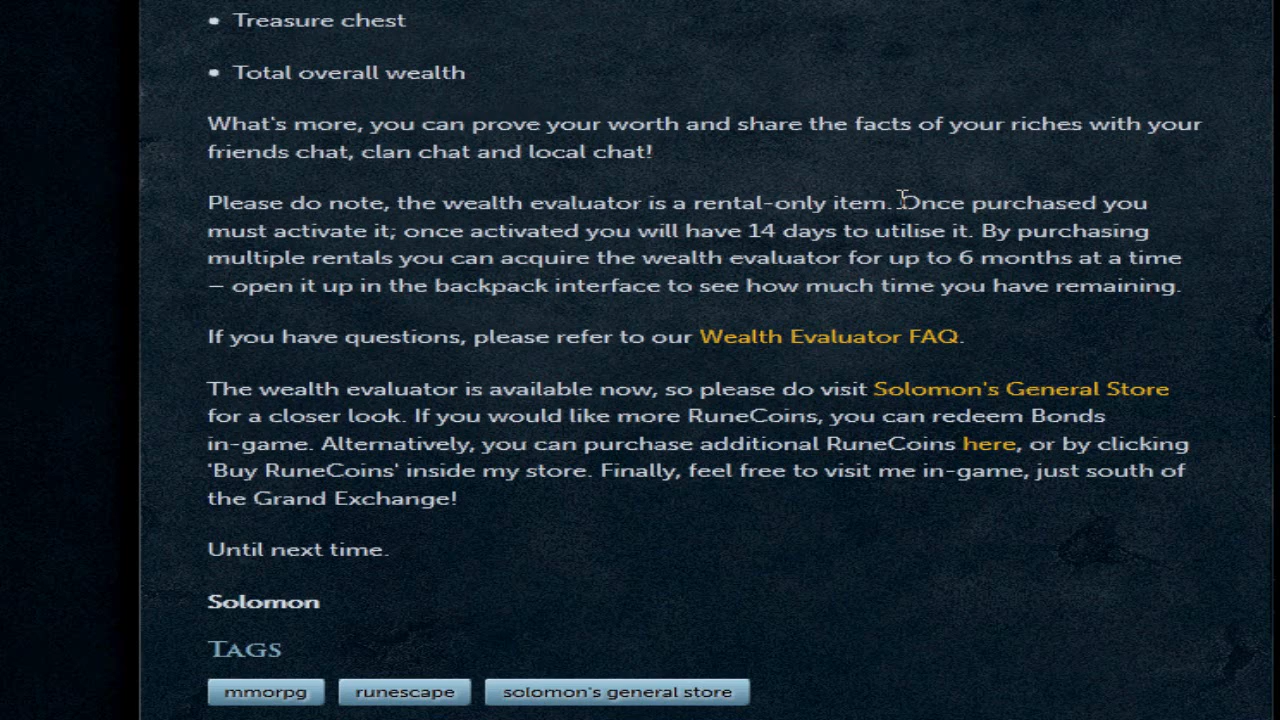 • Treasure chest
• Total overall wealth
What's more, you can prove your worth and share the facts of your riches with your
friends chat, clan chat and local chat!
Please do note, the wealth evaluator is a rental-only item. Once purchased you
must activate it; once activated you will have 14 days to utilise it. By purchasing
multiple rentals you can acquire the wealth evaluator for up to 6 months at a time
– open it up in the backpack interface to see how much time you have remaining.
If you have questions, please refer to our Wealth Evaluator FAQ.
The wealth evaluator is available now, so please do visit Solomon's General Store
for a closer look. If you would like more RuneCoins, you can redeem Bonds
in-game. Alternatively, you can purchase additional RuneCoins here, or by clicking
'Buy RuneCoins' inside my store. Finally, feel free to visit me in-game, just south of
the Grand Exchange!
Until next time.
Solomon
TAGS
mmorpg runescape solomon's general store